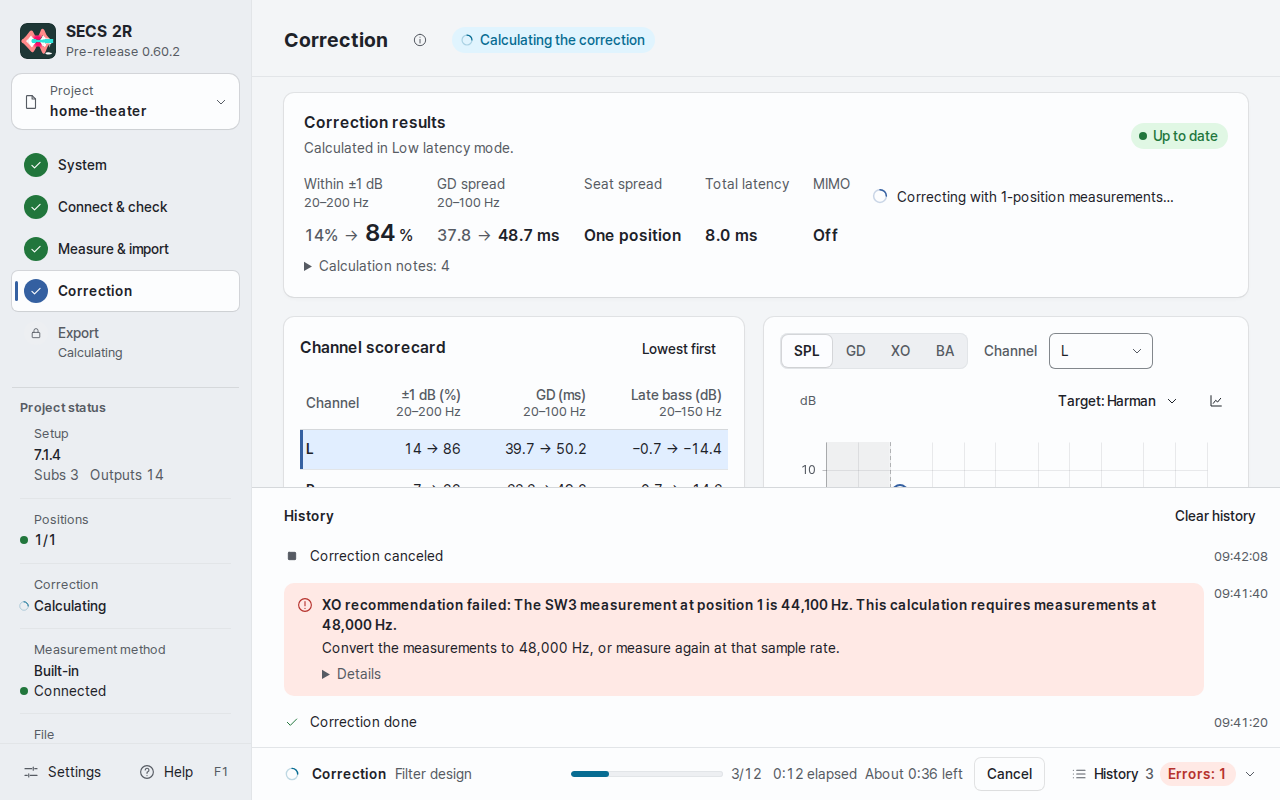 SECS 2R
Pre-release 0.60.2
Project
home-theater
System
Connect & check
Measure & import
Correction
Export
Calculating
Project status
Setup
7.1.4
Subs 3 Outputs 14
Positions
1/1
Correction
Calculating
Measurement method
Built-in
Connected
File
Settings
Help F1
Correction
Calculating the correction
Correction results
Calculated in Low latency mode.
Up to date
Within ±1 dB GD spread Seat spread Total latency MIMO
20–200 Hz 20–100 Hz
Correcting with 1-position measurements…
14% → 84 % 37.8 → 48.7 ms One position 8.0 ms Off
Calculation notes: 4
Channel scorecard
Lowest first
Channel ±1 dB (%) GD (ms) Late bass (dB)
20–200 Hz 20–100 Hz 20–150 Hz
L 14 → 86 39.7 → 50.2 −0.7 → −14.4
SPL GD XO BA Channel L
dB Target: Harman
10
History
Clear history
Correction canceled 09:42:08
XO recommendation failed: The SW3 measurement at position 1 is 44,100 Hz. This calculation requires measurements at 09:41:40
48,000 Hz.
Convert the measurements to 48,000 Hz, or measure again at that sample rate.
Details
Correction done 09:41:20
Correction Filter design 3/12 0:12 elapsed About 0:36 left Cancel History 3 Errors: 1